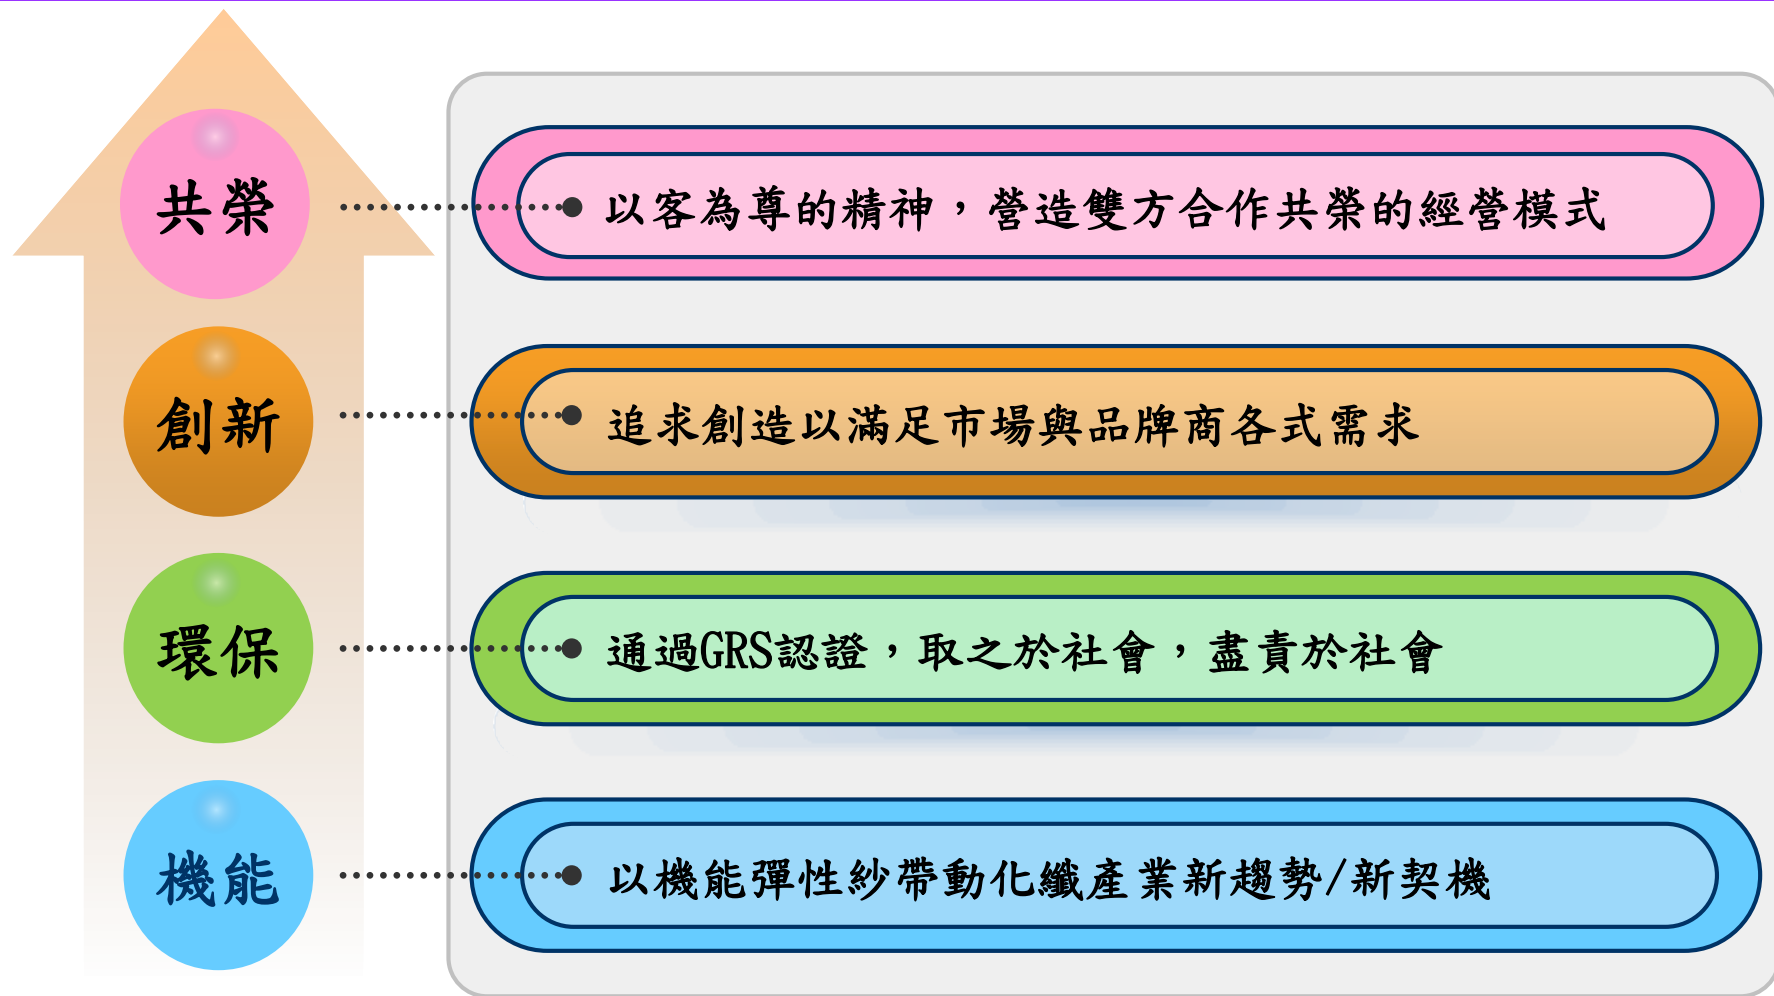 共榮
以客為尊的精神，營造雙方合作共榮的經營模式
創新
追求創造以滿足市場與品牌商各式需求
環保
通過GRS認證，取之於社會，盡責於社會
機能
以機能彈性紗帶動化纖產業新趨勢/新契機